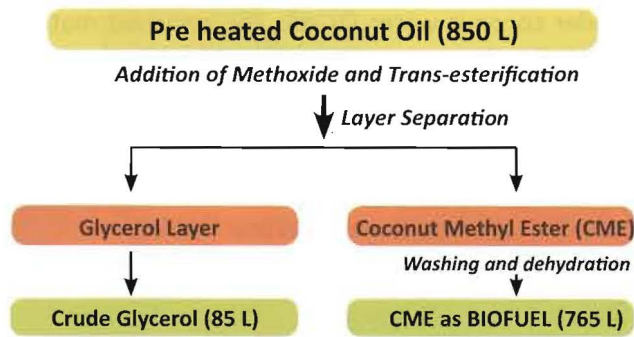 Pre heated Coconut Oil (850 L)
Addition of Methoxide and Trans-esterification
Layer Separation
Glycerol Layer
Coconut Methyl Ester (CME)
Washing and dehydration
Crude Glycerol (85 L)
CME as BIOFUEL (765 L)